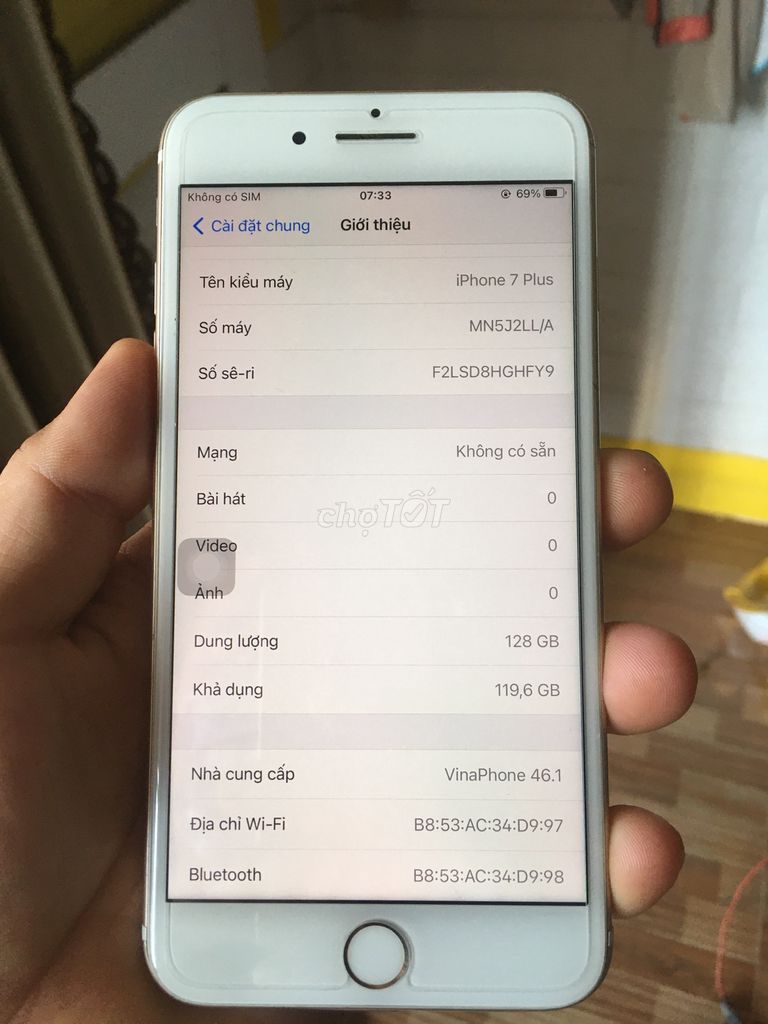 Không có SIM 07:33 69%
Cài đặt chung Giới thiệu
Tên kiểu máy iPhone 7 Plus
Số máy MN5J2LL/A
Số sê-ri F2LSD8HGHFY9
Mạng Không có sẵn
Bài hát 0
chợTỐT
Video 0
Ảnh 0
Dung lượng 128 GB
Khả dụng 119,6 GB
Nhà cung cấp VinaPhone 46.1
Địa chỉ Wi-Fi B8:53:AC:34:D9:97
Bluetooth B8:53:AC:34:D9:98